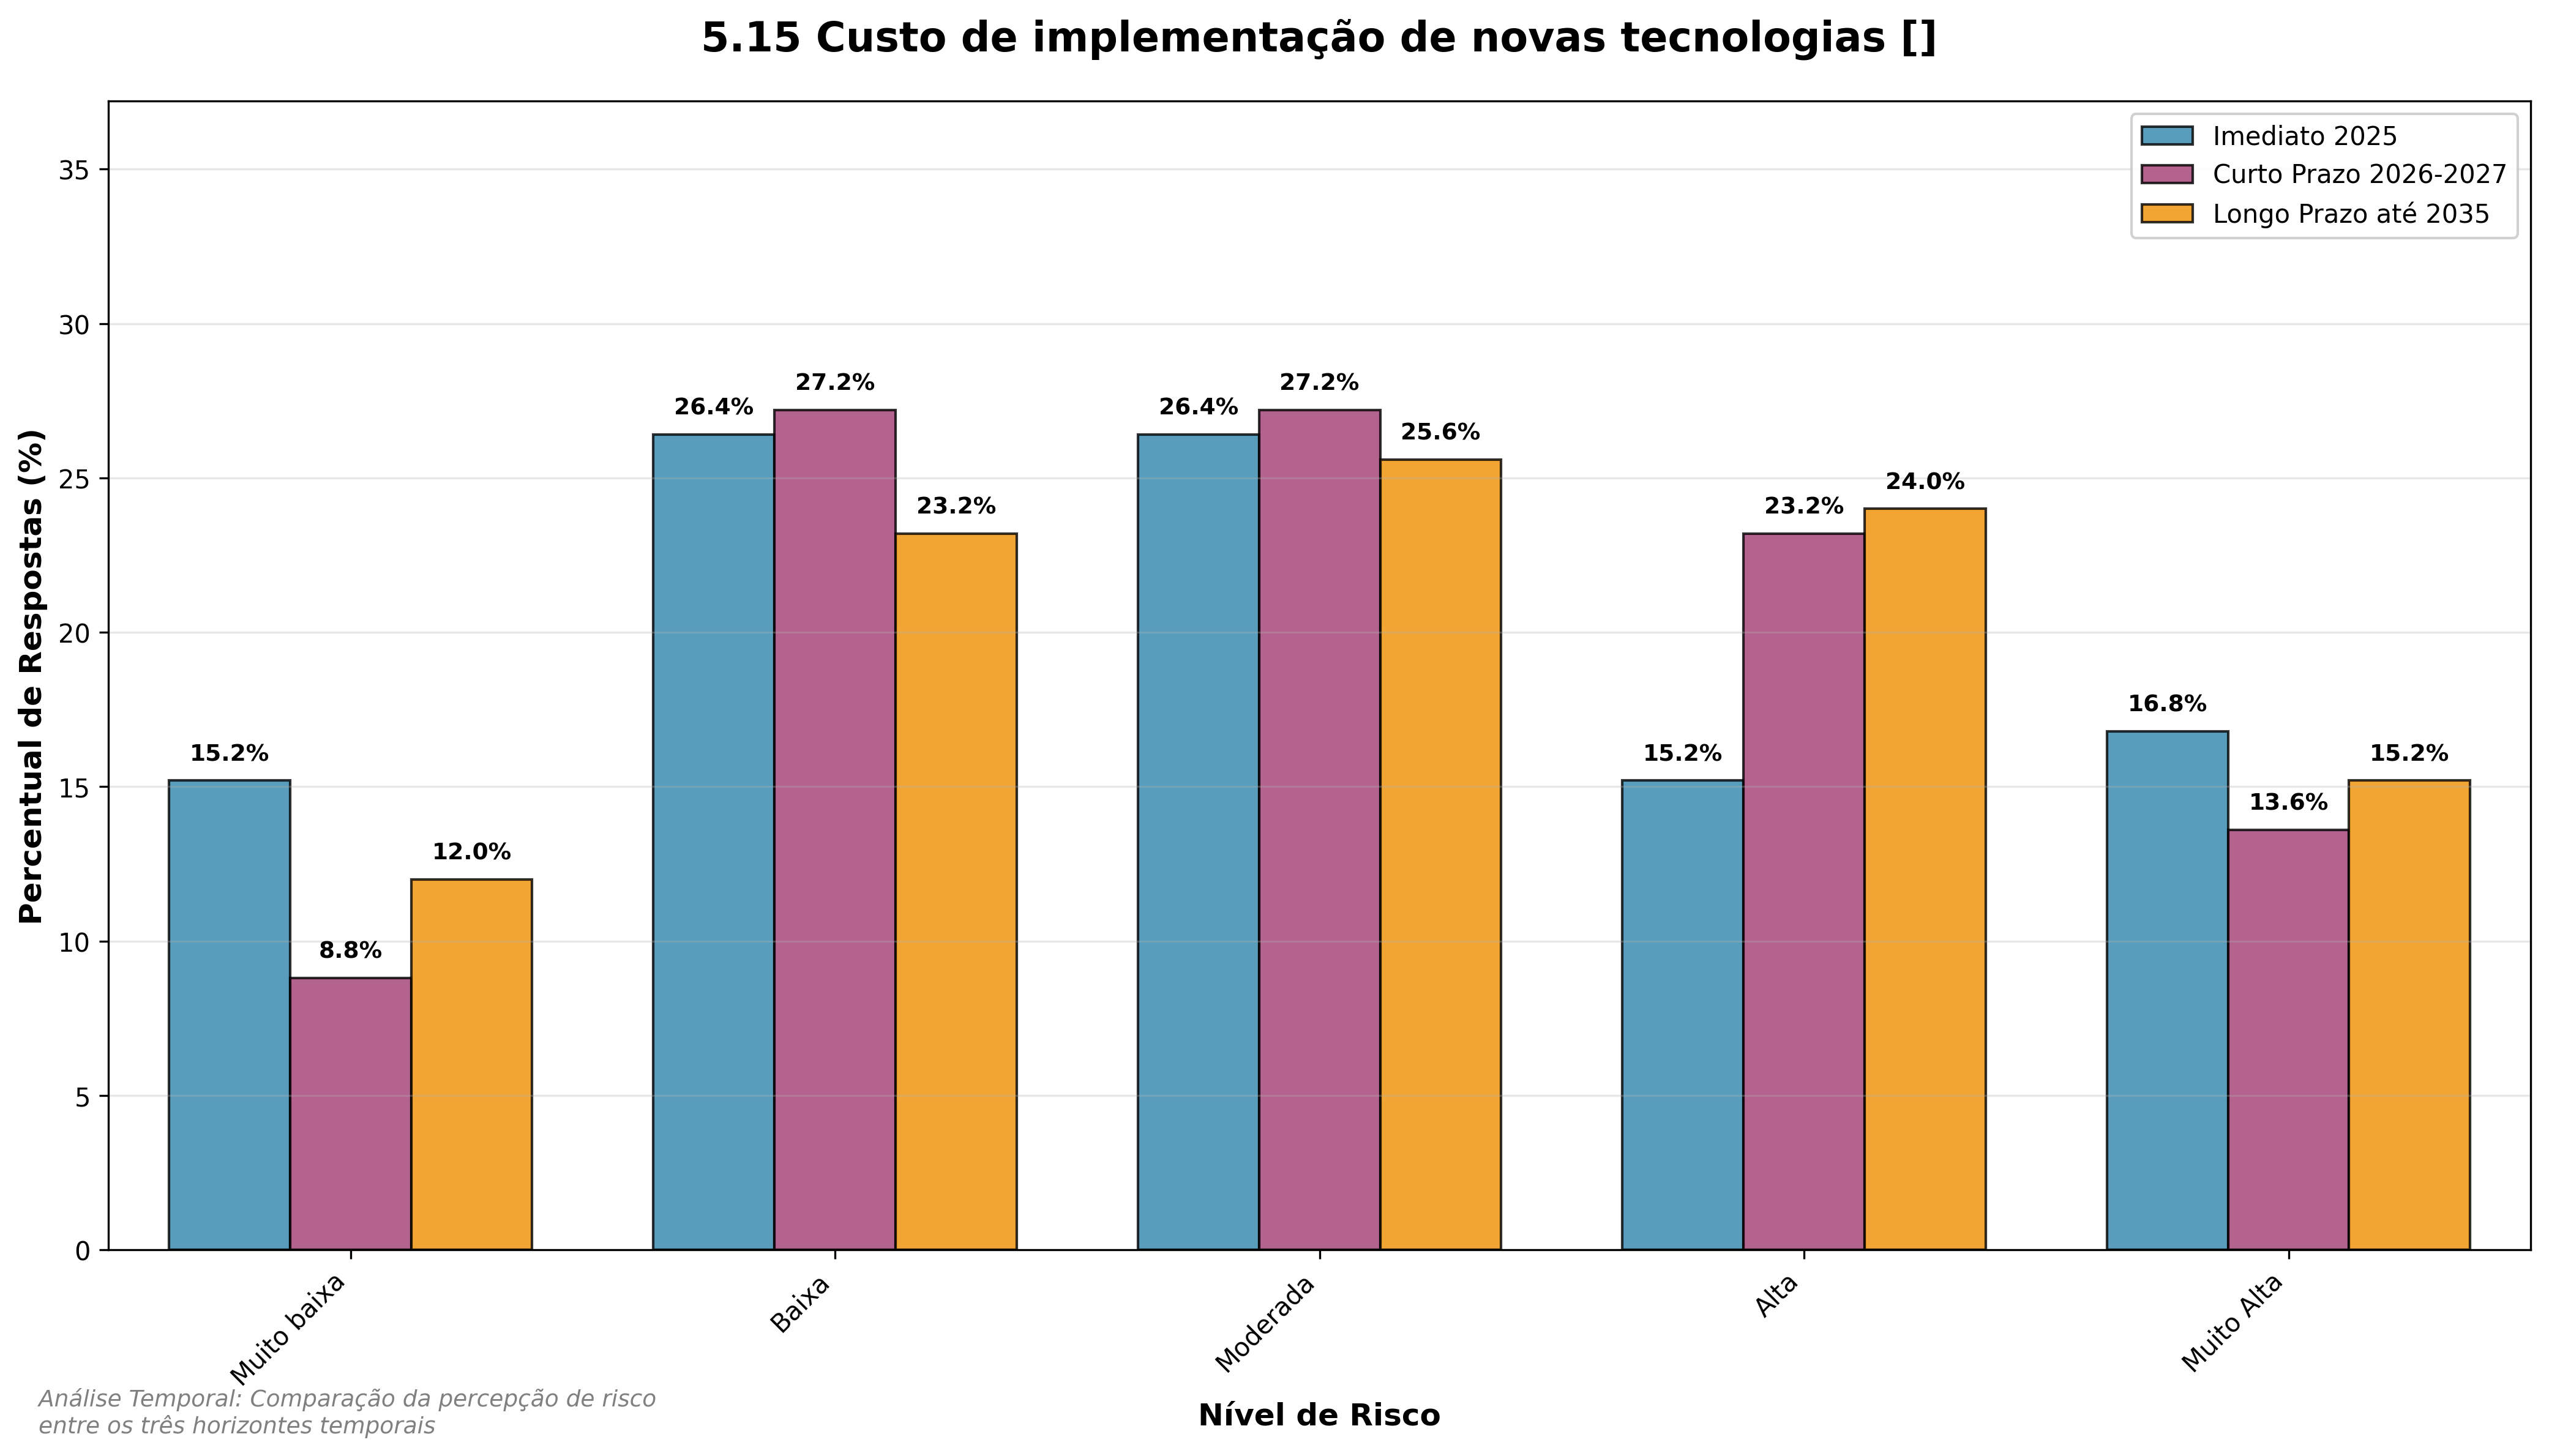 5.15 Custo de implementação de novas tecnologias []
Imediato 2025
Curto Prazo 2026-2027
Longo Prazo até 2035
Percentual de Respostas (%)
35
30
25
20
15
10
5
0
15.2%
8.8%
12.0%
26.4%
27.2%
23.2%
26.4%
27.2%
25.6%
15.2%
23.2%
24.0%
16.8%
13.6%
15.2%
Muito baixa
Baixa
Moderada
Alta
Muito Alta
Nível de Risco
Análise Temporal: Comparação da percepção de risco
entre os três horizontes temporais